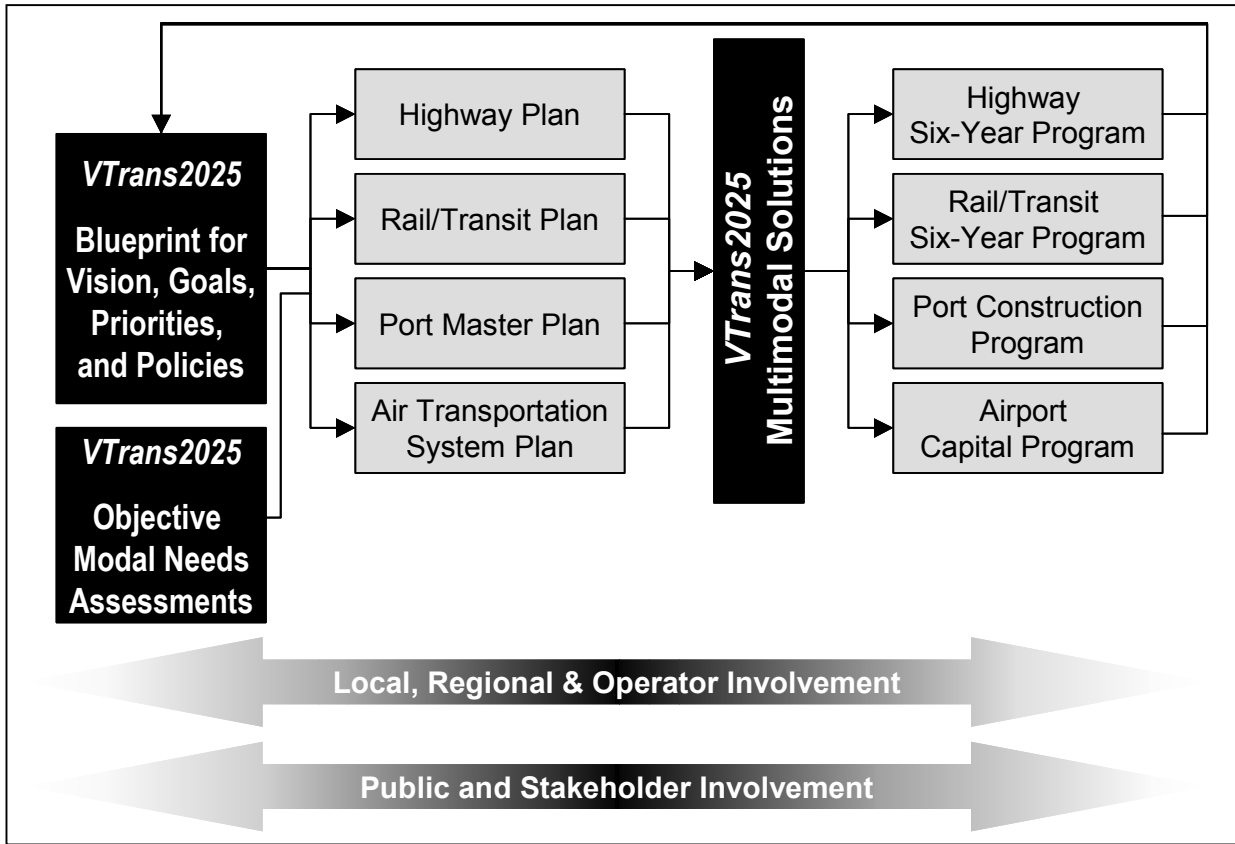 VTrans2025
Blueprint for
Vision, Goals,
Priorities,
and Policies
VTrans2025
Objective
Modal Needs
Assessments
Highway Plan
Rail/Transit Plan
Port Master Plan
Air Transportation
System Plan
VTrans2025
Multimodal Solutions
Highway
Six-Year Program
Rail/Transit
Six-Year Program
Port Construction
Program
Airport
Capital Program
Local, Regional & Operator Involvement
Public and Stakeholder Involvement